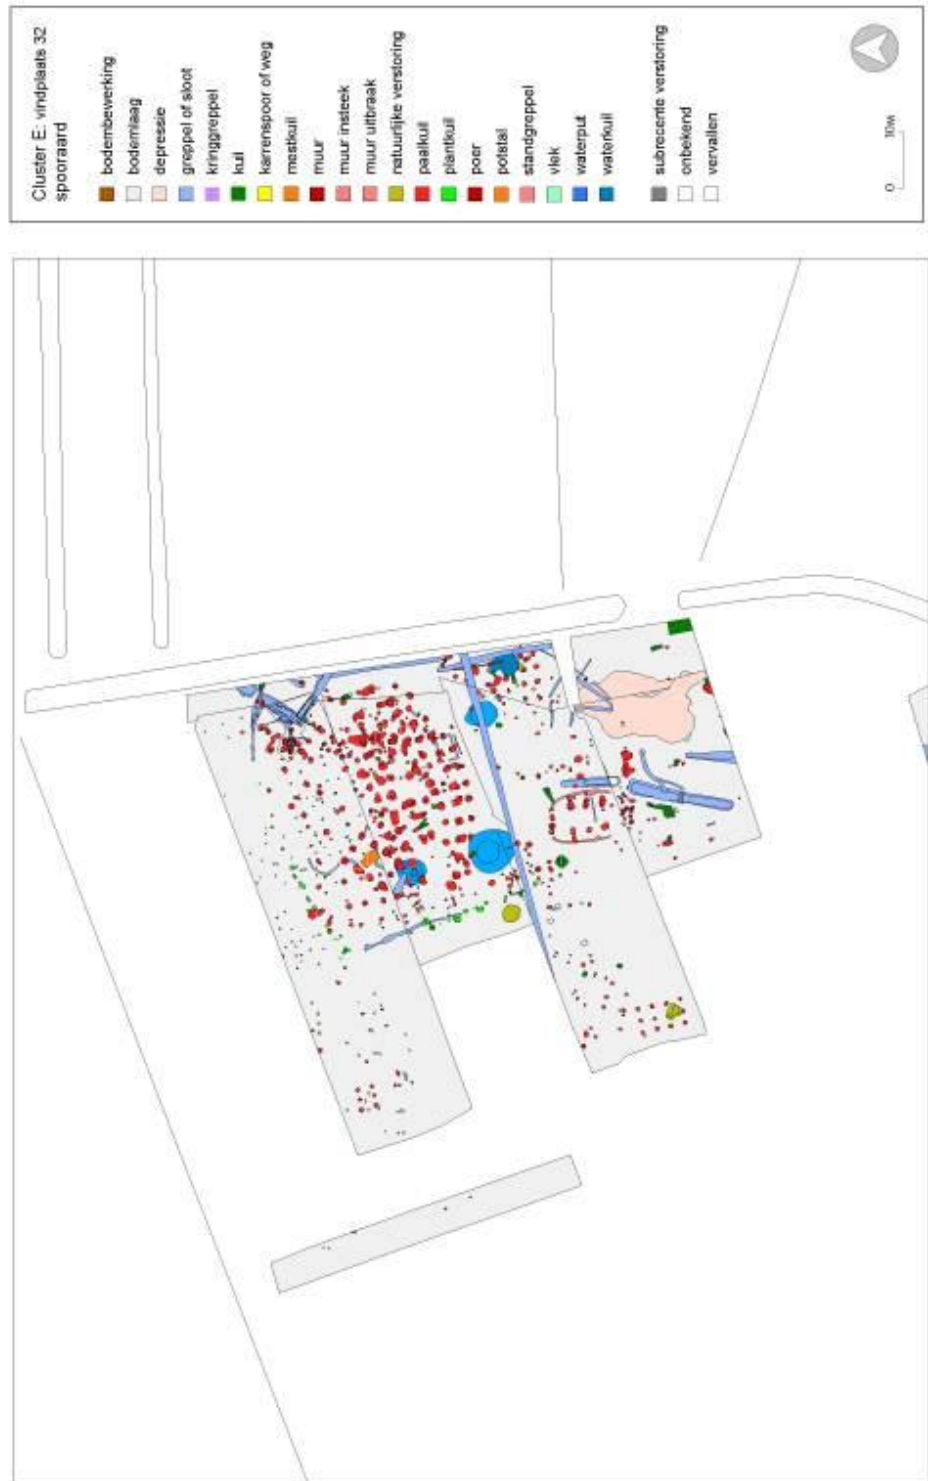 Cluster E: vindplaats 32
spooraard
bodembewerking
bodemlaag
depressie
greppel of sloot
kringgreppel
kuil
karrenspoor of weg
mestkuil
muur
muur insteek
muur uitbraak
natuurlijke verstoring
paalkuil
plantkuil
poer
potstal
standgreppel
vlek
waterput
waterkuil
subrecente verstoring
onbekend
vervallen
0 10m